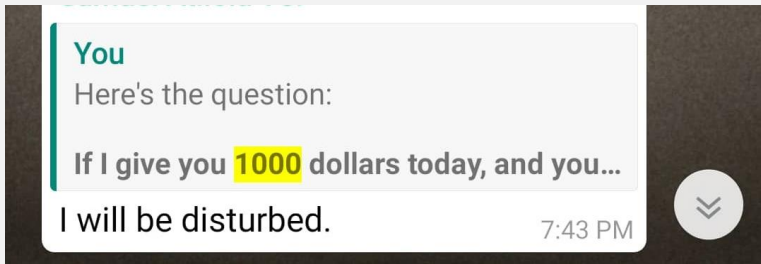 You
Here's the question:
If I give you 1000 dollars today, and you...
I will be disturbed.
7:43 PM